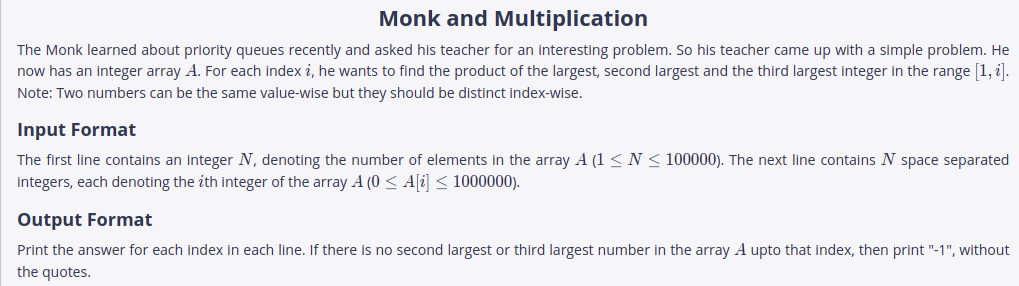 Monk and Multiplication
The Monk learned about priority queues recently and asked his teacher for an interesting problem. So his teacher came up with a simple problem. He
now has an integer array A. For each index i, he wants to find the product of the largest, second largest and the third largest integer in the range [1, i].
Note: Two numbers can be the same value-wise but they should be distinct index-wise.
Input Format
The first line contains an integer N, denoting the number of elements in the array A (1 ≤ N ≤ 100000). The next line contains N space separated
integers, each denoting the ith integer of the array A (0 ≤ A[i] ≤ 1000000).
Output Format
Print the answer for each index in each line. If there is no second largest or third largest number in the array A upto that index, then print "-1", without
the quotes.